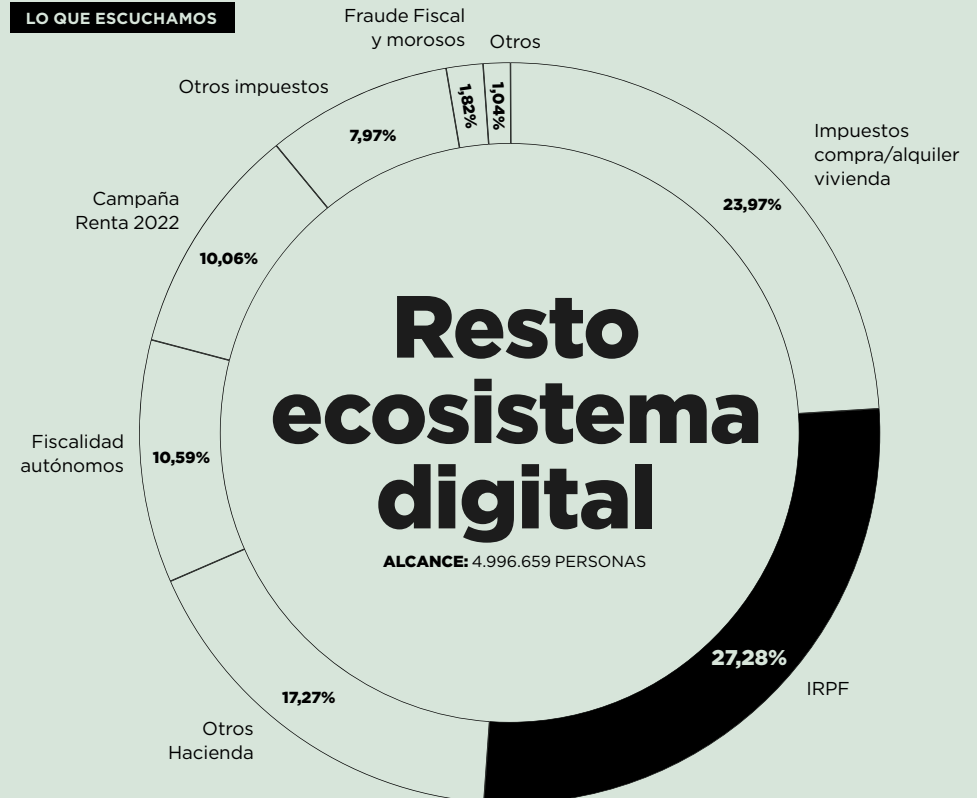 LO QUE ESCUCHAMOS
Fraude Fiscal
y morosos
Otros
Otros impuestos
1,82%
1,04%
7,97%
Impuestos
compra/alquiler
vivienda
23,97%
Campaña
Renta 2022
10,06%
Resto
ecosistema
digital
ALCANCE: 4.996.659 PERSONAS
Fiscalidad
autónomos
10,59%
27,28%
IRPF
17,27%
Otros
Hacienda